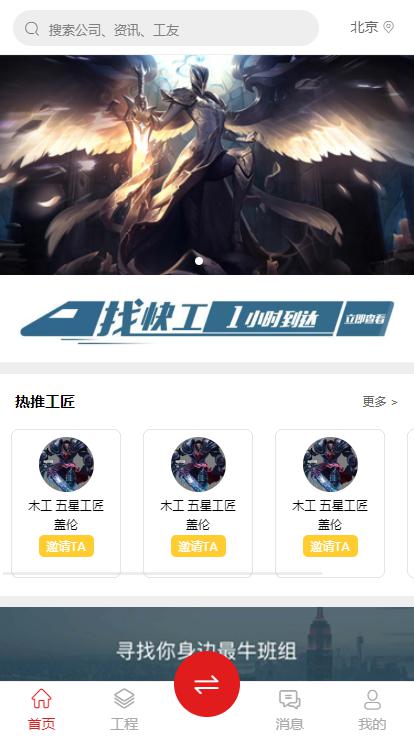 搜索公司、资讯、工友
北京
找快工 1小时到达 立即查看
热推工匠
更多 >
木工 五星工匠
盖伦
邀请TA
木工 五星工匠
盖伦
邀请TA
木工 五星工匠
盖伦
邀请TA
寻找你身边最牛班组
首页
工程
消息
我的